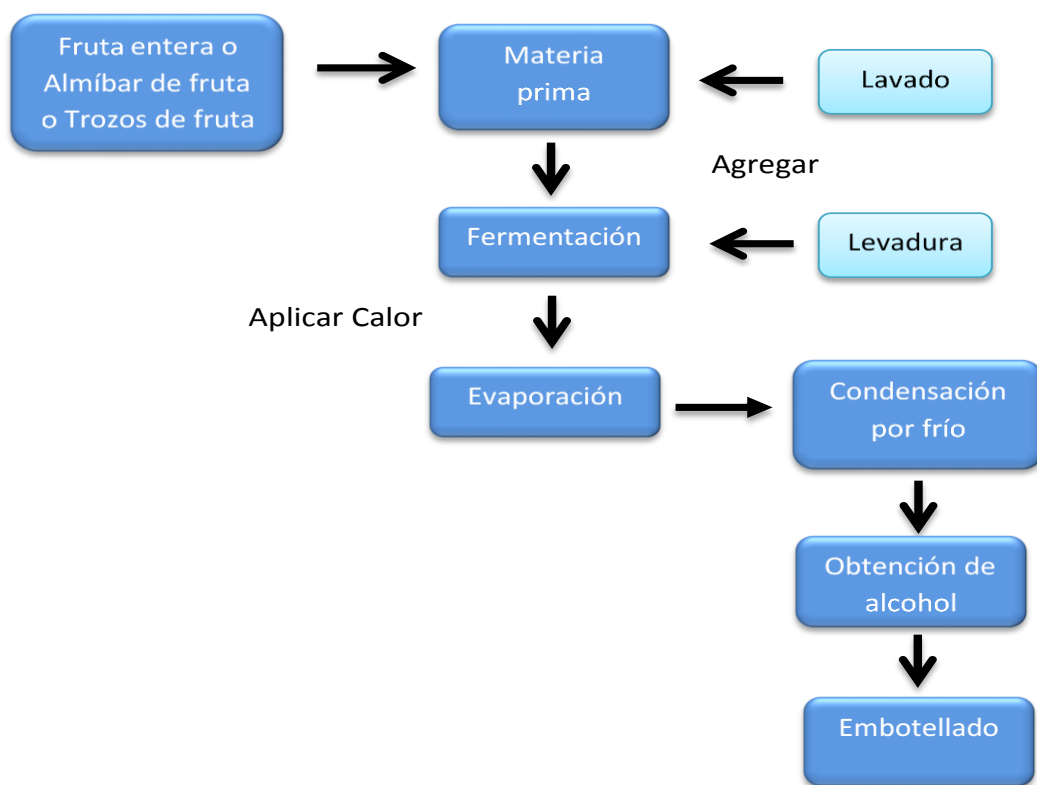 Fruta entera o
Almíbar de fruta
o Trozos de fruta
Materia
prima
Lavado
Agregar
Fermentación
Levadura
Aplicar Calor
Evaporación
Condensación
por frío
Obtención de
alcohol
Embotellado